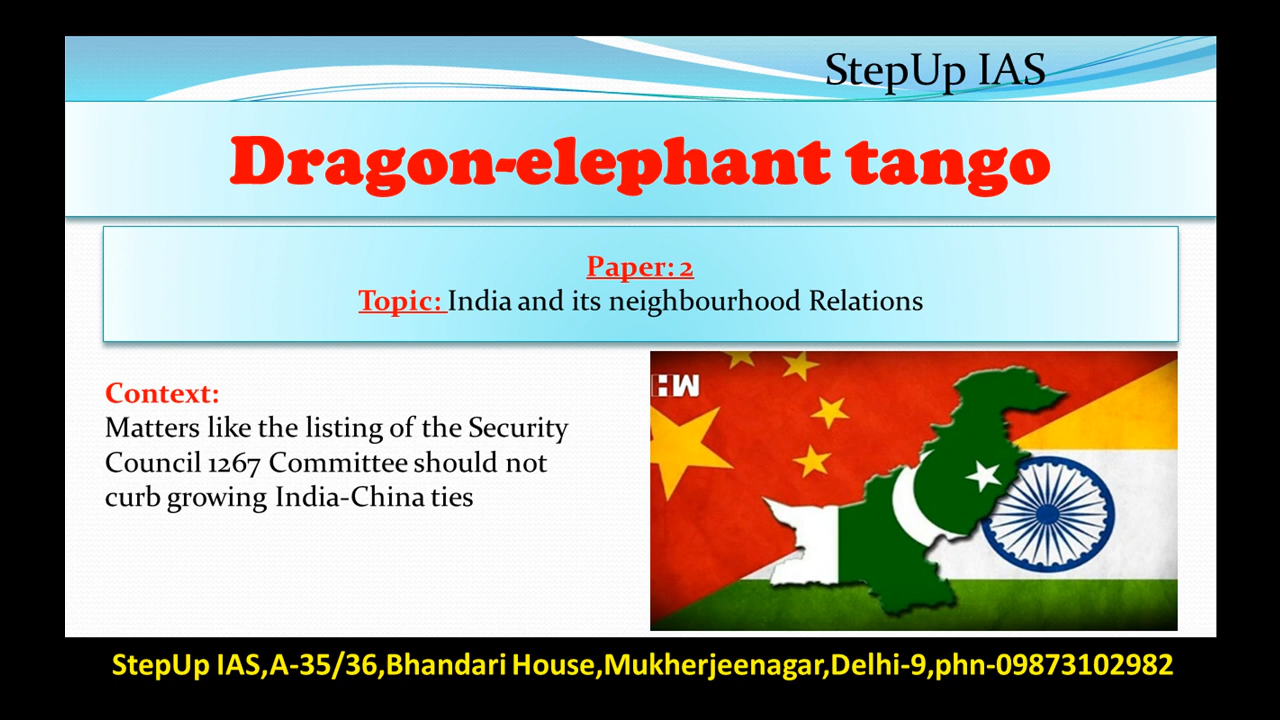 StepUp IAS
Dragon-elephant tango
Paper: 2
Topic: India and its neighbourhood Relations
Context:
Matters like the listing of the Security
Council 1267 Committee should not
curb growing India-China ties
HW
StepUp IAS,A-35/36,Bhandari House,Mukherjeenagar,Delhi-9,phn-09873102982